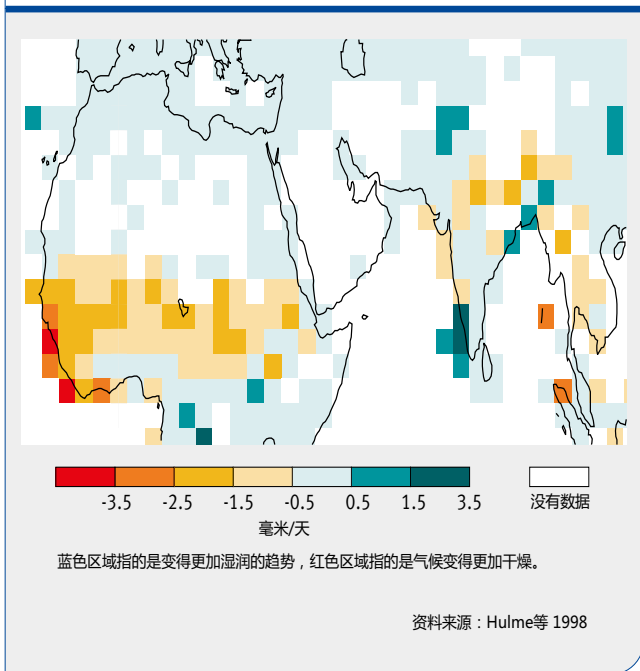 -3.5 -2.5 -1.5 -0.5 0.5 1.5 3.5 没有数据
毫米/天
蓝色区域指的是变得更加湿润的趋势，红色区域指的是气候变得更加干燥。
资料来源：Hulme等 1998